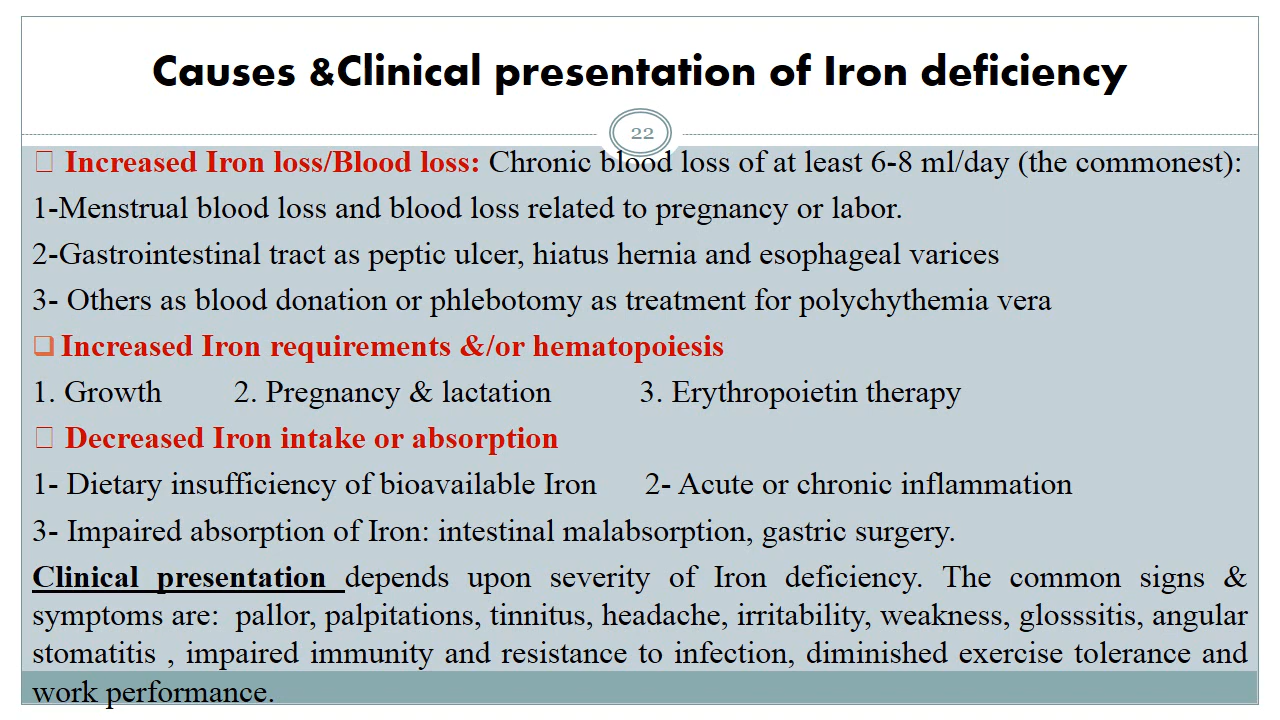 Causes &Clinical presentation of Iron deficiency
22
Increased Iron loss/Blood loss: Chronic blood loss of at least 6-8 ml/day (the commonest):
1-Menstrual blood loss and blood loss related to pregnancy or labor.
2-Gastrointestinal tract as peptic ulcer, hiatus hernia and esophageal varices
3- Others as blood donation or phlebotomy as treatment for polychythemia vera
❑ Increased Iron requirements &/or hematopoiesis
1. Growth 2. Pregnancy & lactation 3. Erythropoietin therapy
Decreased Iron intake or absorption
1- Dietary insufficiency of bioavailable Iron 2- Acute or chronic inflammation
3- Impaired absorption of Iron: intestinal malabsorption, gastric surgery.
Clinical presentation depends upon severity of Iron deficiency. The common signs &
symptoms are: pallor, palpitations, tinnitus, headache, irritability, weakness, glosssitis, angular
stomatitis , impaired immunity and resistance to infection, diminished exercise tolerance and
work performance.